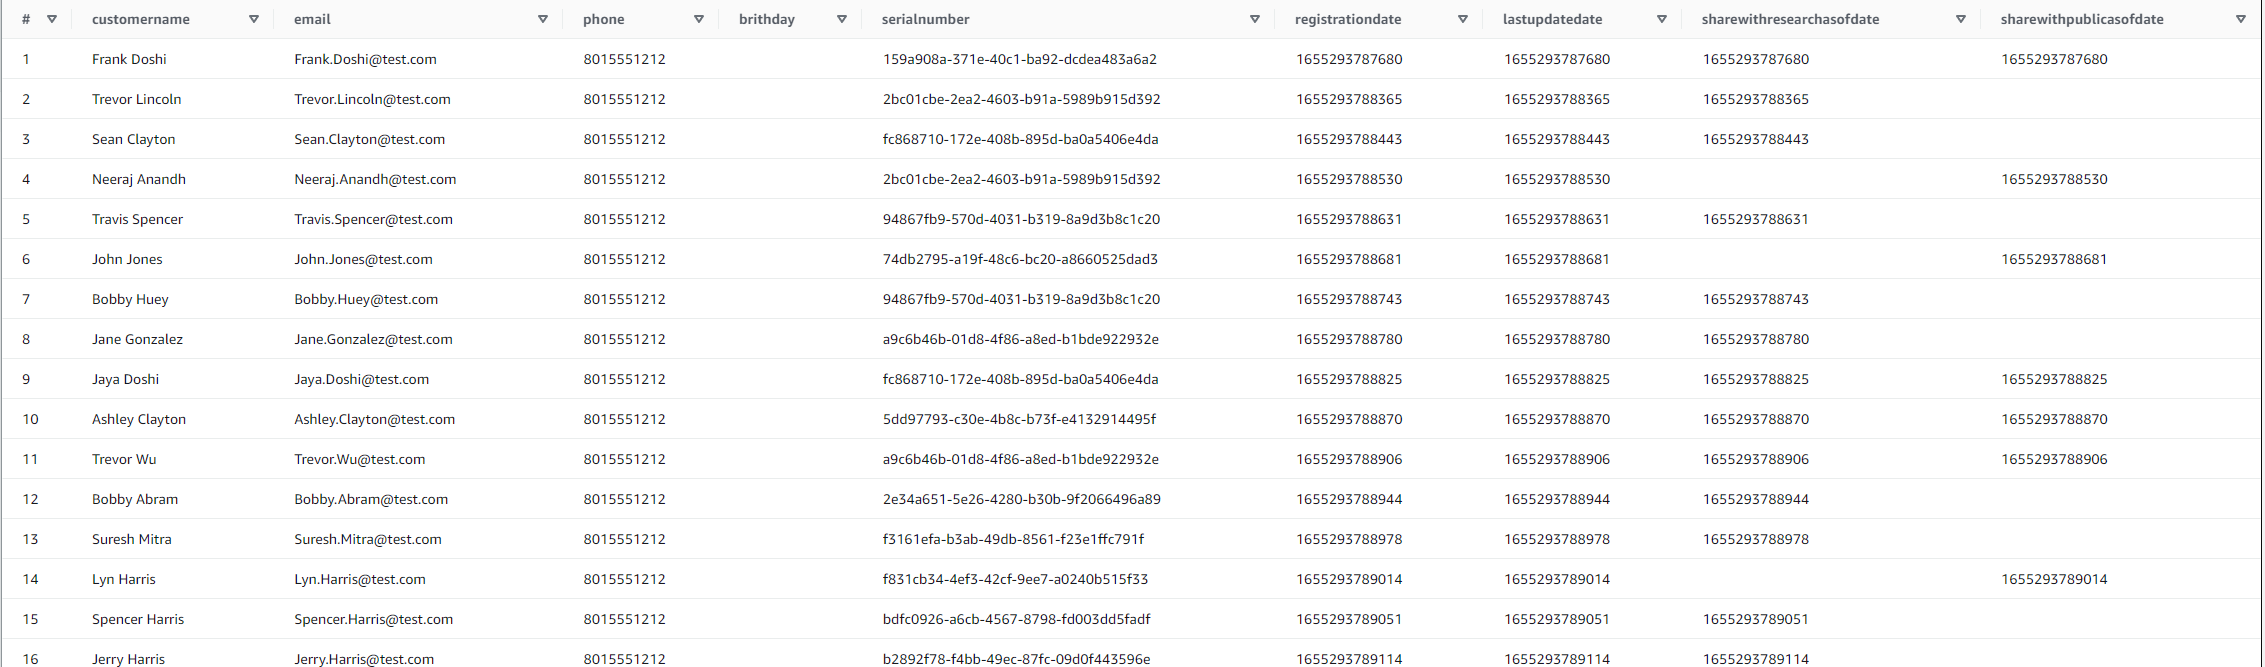 # customername email phone brithday serialnumber registrationdate lastupdatedate sharewithresearchasofdate sharewithpublicasofdate
1 Frank Doshi Frank.Doshi@test.com 8015551212 159a908a-371e-40c1-ba92-dcdea483a6a2 1655293787680 1655293787680 1655293787680 1655293787680
2 Trevor Lincoln Trevor.Lincoln@test.com 8015551212 2bc01cbe-2ea2-4603-b91a-5989b915d392 1655293788365 1655293788365 1655293788365
3 Sean Clayton Sean.Clayton@test.com 8015551212 fc868710-172e-408b-895d-ba0a5406e4da 1655293788443 1655293788443 1655293788443
4 Neeraj Anandh Neeraj.Anandh@test.com 8015551212 2bc01cbe-2ea2-4603-b91a-5989b915d392 1655293788530 1655293788530 1655293788530
5 Travis Spencer Travis.Spencer@test.com 8015551212 94867fb9-570d-4031-b319-8a9d3b8c1c20 1655293788631 1655293788631 1655293788631
6 John Jones John.Jones@test.com 8015551212 74db2795-a19f-48c6-bc20-a8660525dad3 1655293788681 1655293788681 1655293788681
7 Bobby Huey Bobby.Huey@test.com 8015551212 94867fb9-570d-4031-b319-8a9d3b8c1c20 1655293788743 1655293788743 1655293788743
8 Jane Gonzalez Jane.Gonzalez@test.com 8015551212 a9c6b46b-01d8-4f86-a8ed-b1bde922932e 1655293788780 1655293788780 1655293788780
9 Jaya Doshi Jaya.Doshi@test.com 8015551212 fc868710-172e-408b-895d-ba0a5406e4da 1655293788825 1655293788825 1655293788825 1655293788825
10 Ashley Clayton Ashley.Clayton@test.com 8015551212 5dd97793-c30e-4b8c-b73f-e4132914495f 1655293788870 1655293788870 1655293788870 1655293788870
11 Trevor Wu Trevor.Wu@test.com 8015551212 a9c6b46b-01d8-4f86-a8ed-b1bde922932e 1655293788906 1655293788906 1655293788906 1655293788906
12 Bobby Abram Bobby.Abram@test.com 8015551212 2e34a651-5e26-4280-b30b-9f2066496a89 1655293788944 1655293788944 1655293788944
13 Suresh Mitra Suresh.Mitra@test.com 8015551212 f3161efa-b3ab-49db-8561-f23e1ffc791f 1655293788978 1655293788978 1655293788978
14 Lyn Harris Lyn.Harris@test.com 8015551212 f831cb34-4ef3-42cf-9ee7-a0240b515f33 1655293789014 1655293789014 1655293789014
15 Spencer Harris Spencer.Harris@test.com 8015551212 bdfc0926-a6cb-4567-8798-fd003dd5fadf 1655293789051 1655293789051 1655293789051
16 Jerry Harris Jerry.Harris@test.com 8015551212 b2892f78-f4bb-49ec-87fc-09d0f443596e 1655293789114 1655293789114 1655293789114